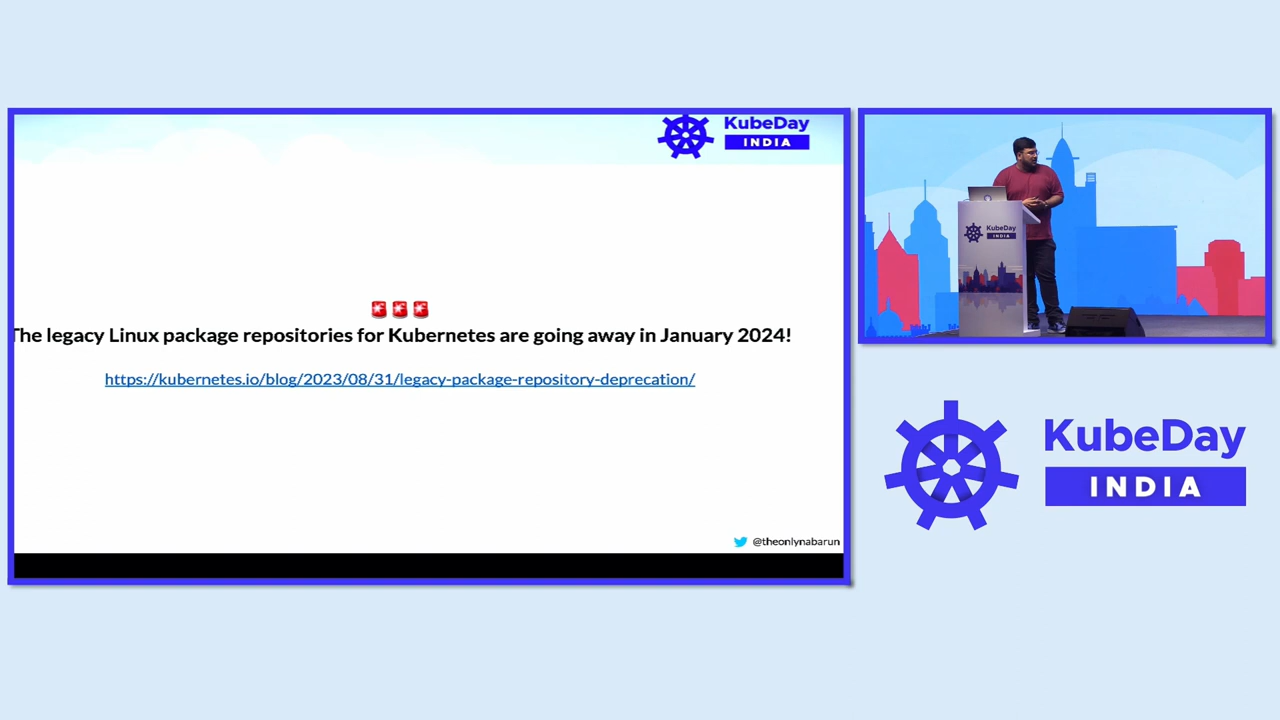 KubeDay
INDIA
🚨🚨🚨
The legacy Linux package repositories for Kubernetes are going away in January 2024!
https://kubernetes.io/blog/2023/08/31/legacy-package-repository-deprecation/
@theonlynabarun
KubeDay
INDIA
KubeDay
INDIA